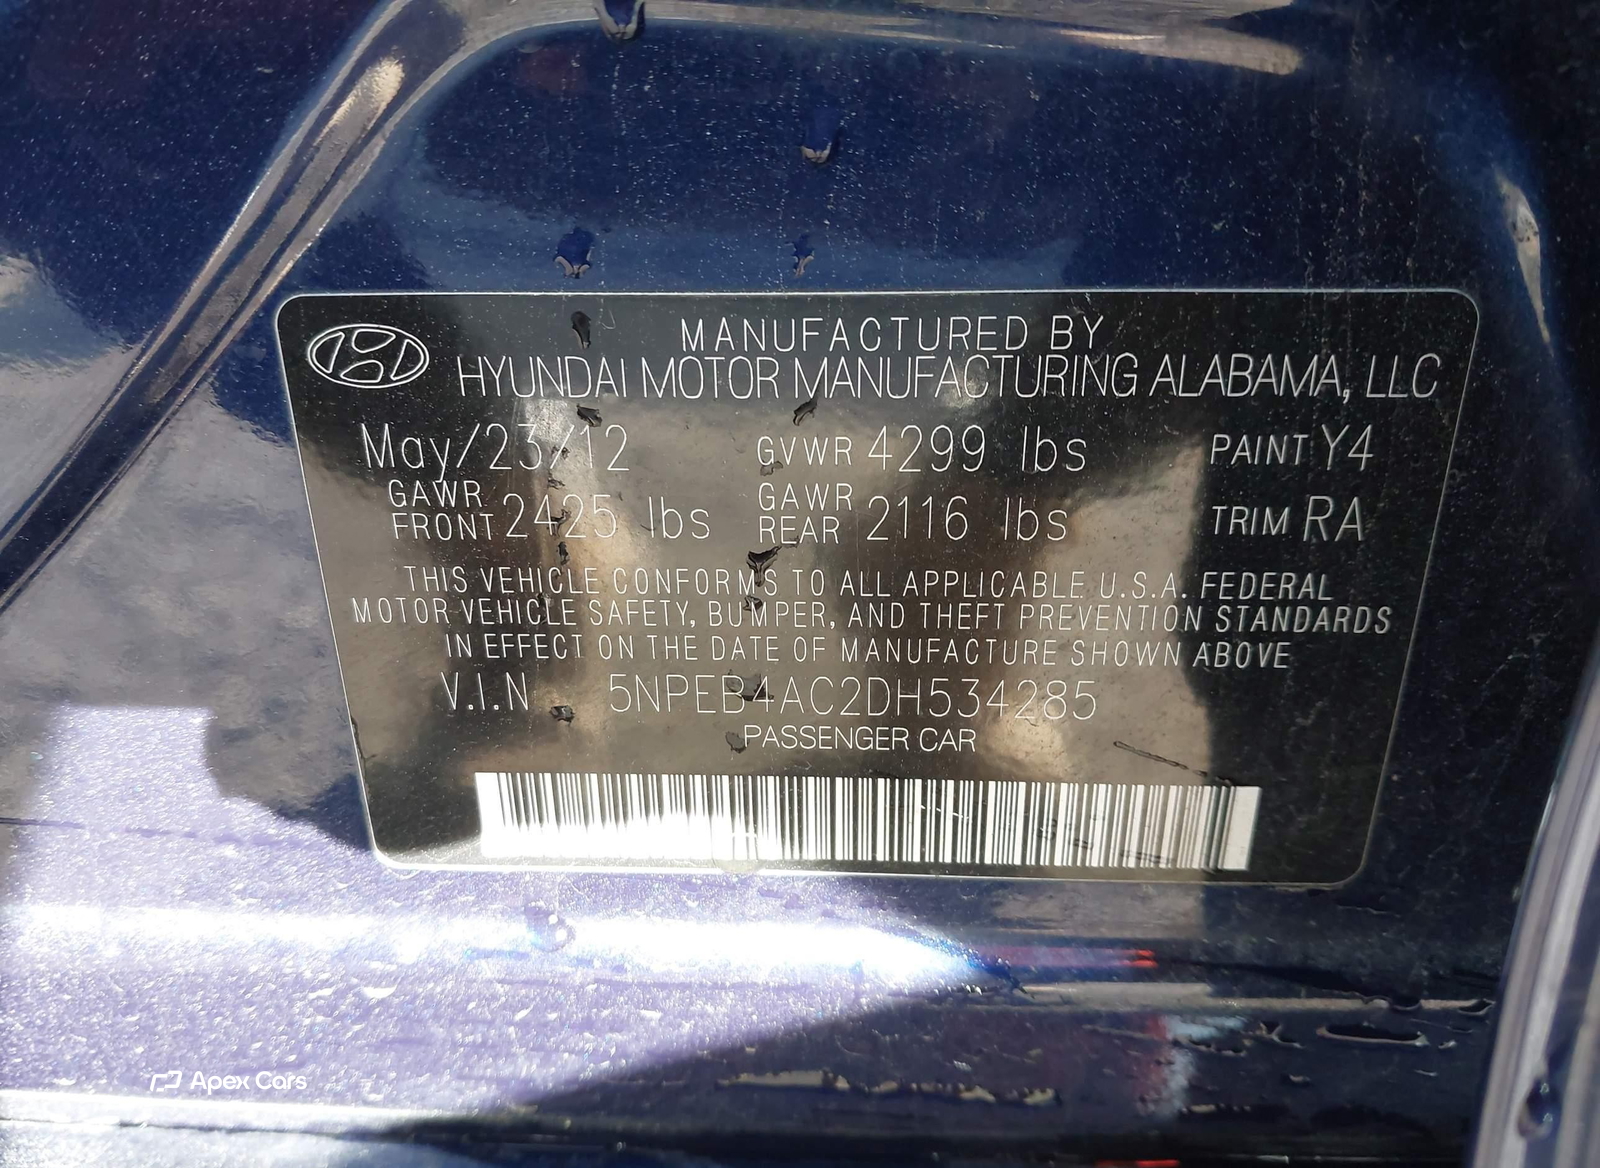 MANUFACTURED BY
HYUNDAI MOTOR MANUFACTURING ALABAMA, LLC
May/23/12 GVWR 4299 lbs PAINT Y4
GAWR FRONT 2425 lbs GAWR REAR 2116 lbs TRIM RA
THIS VEHICLE CONFORMS TO ALL APPLICABLE U.S.A. FEDERAL
MOTOR VEHICLE SAFETY, BUMPER, AND THEFT PREVENTION STANDARDS
IN EFFECT ON THE DATE OF MANUFACTURE SHOWN ABOVE
V.I.N 5NPEB4AC2DH534285
PASSENGER CAR
Apex Cars